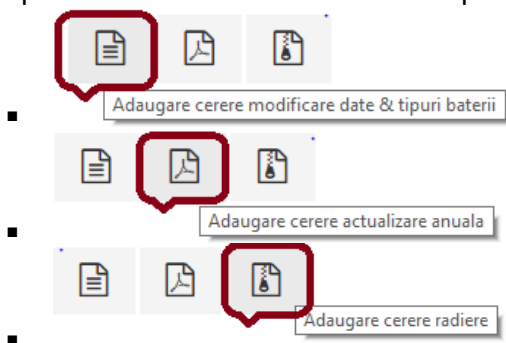 Adaugare cerere modificare date & tipuri baterii
Adaugare cerere actualizare anuala
Adaugare cerere radiere